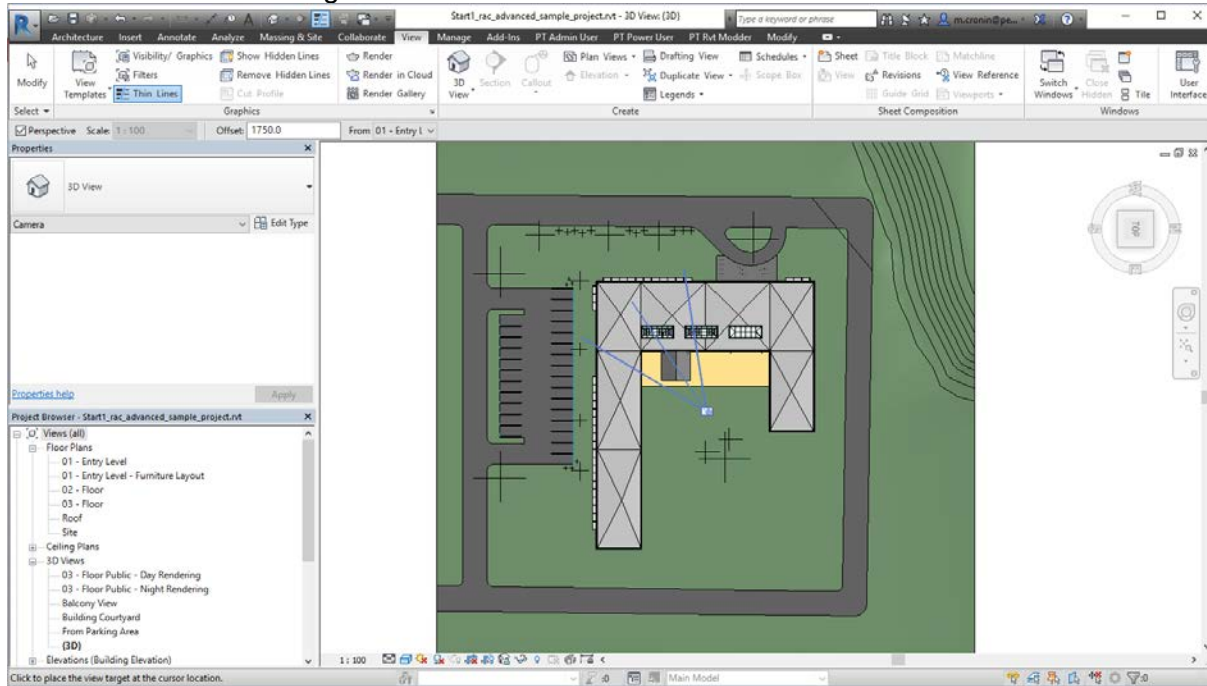 Start1_rac_advanced_sample_project.rvt - 3D View: {3D}
Type a keyword or phrase
m.cronin@pe...
Architecture Insert Annotate Analyze Massing & Site Collaborate View Manage Add-Ins PT Admin User PT Power User PT Rvt Modder Modify
Modify
View Templates
Visibility/ Graphics
Filters
Thin Lines
Show Hidden Lines
Remove Hidden Lines
Cut Profile
Render
Render in Cloud
Render Gallery
3D View
Section
Callout
Plan Views
Elevation
Drafting View
Duplicate View
Legends
Schedules
Scope Box
Sheet
View
Title Block
Revisions
Guide Grid
Matchline
View Reference
Viewports
Switch Windows
Close Hidden
Tile
User Interface
Select Graphics Create Sheet Composition Windows
Perspective Scale: 1 : 100 Offset: 1750.0 From 01 - Entry L
Properties
3D View
Camera
Edit Type
Properties help
Apply
TOP
Project Browser - Start1_rac_advanced_sample_project.rvt
Views (all)
Floor Plans
01 - Entry Level
01 - Entry Level - Furniture Layout
02 - Floor
03 - Floor
Roof
Site
Ceiling Plans
3D Views
03 - Floor Public - Day Rendering
03 - Floor Public - Night Rendering
Balcony View
Building Courtyard
From Parking Area
{3D}
Elevations (Building Elevation)
1 : 100
Click to place the view target at the cursor location.
:0
Main Model
:0